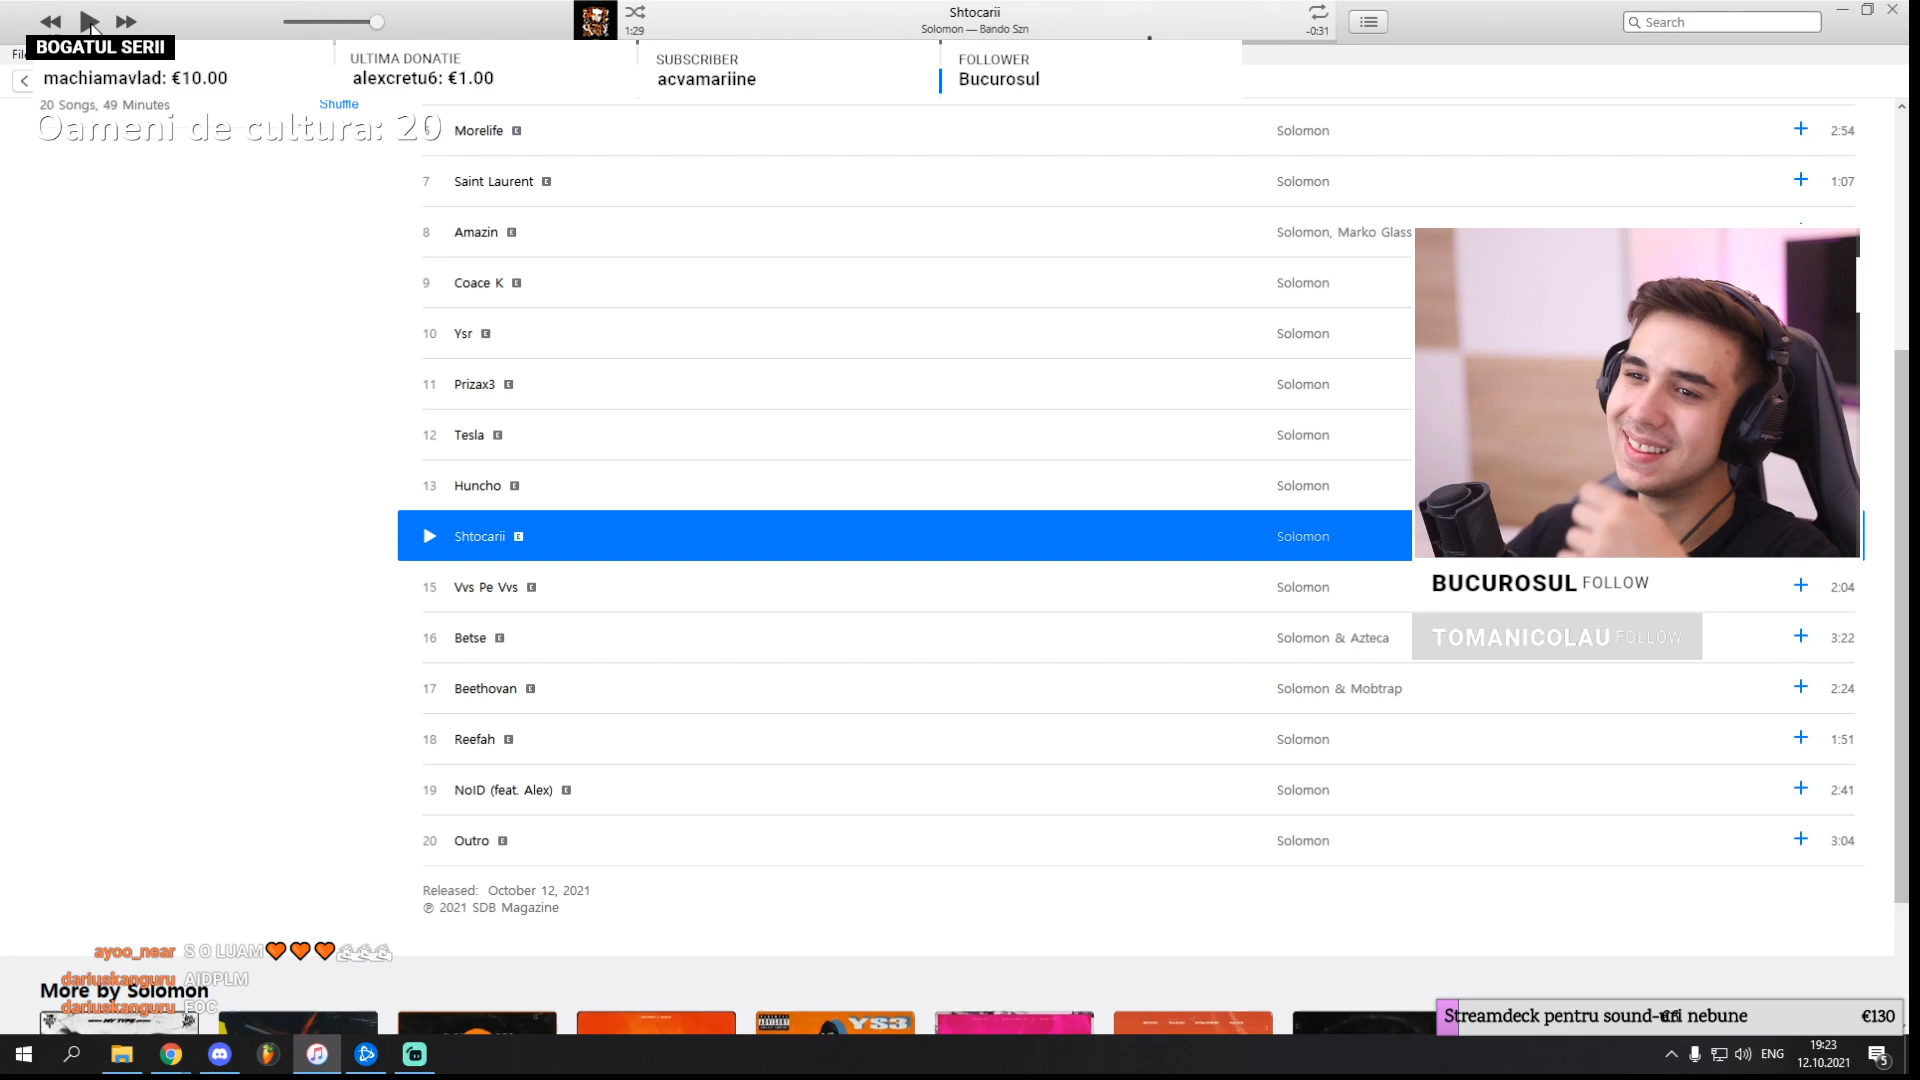 Shtocarii
Solomon — Bando Szn
1:29
-0:31
Search
BOGATUL SERII
machiamavlad: €10.00
ULTIMA DONATIE
alexcretu6: €1.00
SUBSCRIBER
acvamariine
FOLLOWER
Bucurosul
20 Songs, 49 Minutes
Shuffle
Oameni de cultura: 20
Morelife E Solomon 2:54
7 Saint Laurent E Solomon 1:07
8 Amazin E Solomon, Marko Glass
9 Coace K E Solomon
10 Ysr E Solomon
11 Prizax3 E Solomon
12 Tesla E Solomon
13 Huncho E Solomon
Shtocarii E Solomon
15 Vvs Pe Vvs E Solomon 2:04
16 Betse E Solomon & Azteca 3:22
17 Beethovan E Solomon & Mobtrap 2:24
18 Reefah E Solomon 1:51
19 NoID (feat. Alex) E Solomon 2:41
20 Outro E Solomon 3:04
BUCUROSUL FOLLOW
TOMANICOLAU FOLLOW
Released: October 12, 2021
℗ 2021 SDB Magazine
ayoo_near S O LUAM
dariuskanguru AIDPLM
More by Solomon
dariuskanguru EOC
YS3
Streamdeck pentru sound-uri nebune €130
ENG
19:23
12.10.2021
5